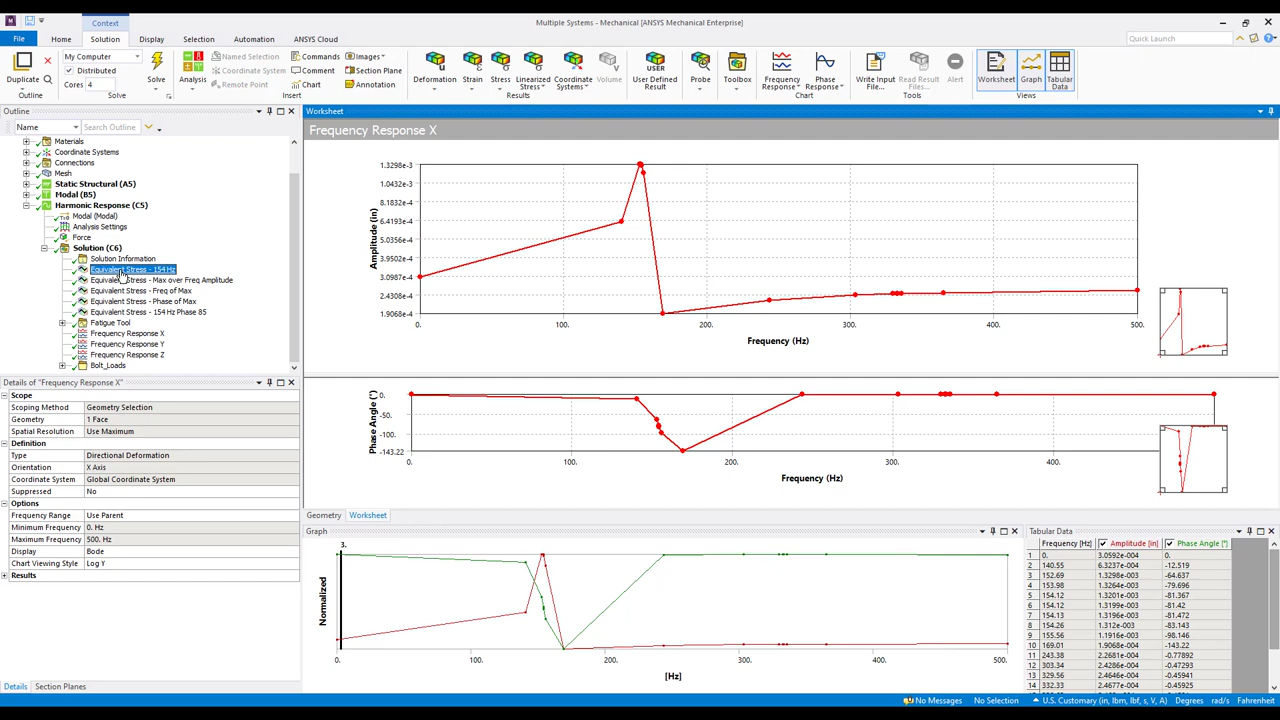 Context
Multiple Systems - Mechanical [ANSYS Mechanical Enterprise]
File Home Solution Display Selection Automation ANSYS Cloud
Quick Launch
Duplicate
Outline
My Computer
Distributed
Cores 4
Solve
Solve
Analysis
Named Selection
Coordinate System
Remote Point
Commands
Comment
Chart
Images
Section Plane
Annotation
Insert
Deformation
Strain
Stress
Linearized Stress
Coordinate Systems
Volume
User Defined Result
USER
Results
Probe
Toolbox
Frequency Response
Phase Response
Chart
Write Input File...
Read Result Files...
Alert
Tools
Worksheet
Graph
Tabular Data
Views
Outline
Name
Search Outline
Materials
Coordinate Systems
Connections
Mesh
Static Structural (A5)
Modal (B5)
Harmonic Response (C5)
Modal (Modal)
Analysis Settings
Force
Solution (C6)
Solution Information
Equivalent Stress - 154 Hz
Equivalent Stress - Max over Freq Amplitude
Equivalent Stress - Freq of Max
Equivalent Stress - Phase of Max
Equivalent Stress - 154 Hz Phase 85
Fatigue Tool
Frequency Response X
Frequency Response Y
Frequency Response Z
Bolt_Loads
Details of "Frequency Response X"
Scope
Scoping Method Geometry Selection
Geometry 1 Face
Spatial Resolution Use Maximum
Definition
Type Directional Deformation
Orientation X Axis
Coordinate System Global Coordinate System
Suppressed No
Options
Frequency Range Use Parent
Minimum Frequency 0. Hz
Maximum Frequency 500. Hz
Display Bode
Chart Viewing Style Log Y
Results
Details Section Planes
Worksheet
Frequency Response X
Amplitude (in)
1.3298e-3
1.0432e-3
8.1832e-4
6.4193e-4
5.0356e-4
3.9502e-4
3.0987e-4
2.4308e-4
1.9068e-4
0. 100. 200. 300. 400. 500.
Frequency (Hz)
Phase Angle (°)
0.
-50.
-100.
-143.22
0. 100. 200. 300. 400.
Frequency (Hz)
Geometry Worksheet
Graph
3.
Normalized
0. 100. 200. 300. 400. 500.
[Hz]
Tabular Data
Frequency [Hz] Amplitude [in] Phase Angle [°]
1 0. 3.0592e-004 0.
2 140.55 6.3237e-004 -12.519
3 152.69 1.3298e-003 -64.637
4 153.98 1.3264e-003 -79.696
5 154.12 1.3201e-003 -81.367
6 154.12 1.3199e-003 -81.42
7 154.13 1.3197e-003 -81.472
8 154.26 1.312e-003 -83.143
9 155.56 1.1916e-003 -98.146
10 169.01 1.9068e-004 -143.22
11 243.38 2.2681e-004 -0.77892
12 303.34 2.4286e-004 -0.47293
13 329.56 2.4646e-004 -0.45941
14 332.33 2.4677e-004 -0.45925
No Messages No Selection U.S. Customary (in, lbm, lbf, s, V, A) Degrees rad/s Fahrenheit